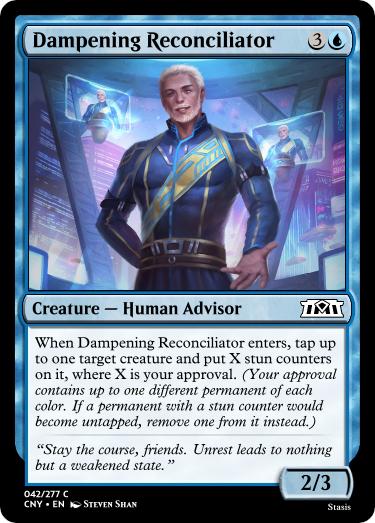 Dampening Reconciliator 3
Creature — Human Advisor
When Dampening Reconciliator enters, tap up
to one target creature and put X stun counters
on it, where X is your approval. (Your approval
contains up to one different permanent of each
color. If a permanent with a stun counter would
become untapped, remove one from it instead.)
“Stay the course, friends. Unrest leads to nothing
but a weakened state.”
2/3
042/277 C
CNY • EN Steven Shan
Stasis